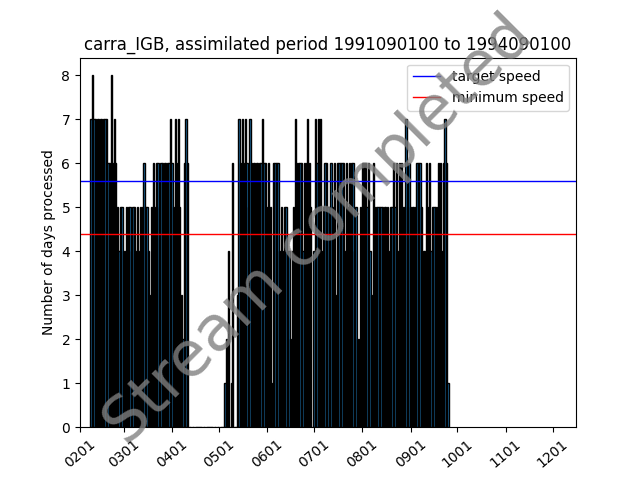 carra_IGB, assimilated period 1991090100 to 1994090100
target speed
minimum speed
Number of days processed
8
7
6
5
4
3
2
1
0
0201 0301 0401 0501 0601 0701 0801 0901 1001 1101 1201
Stream completed